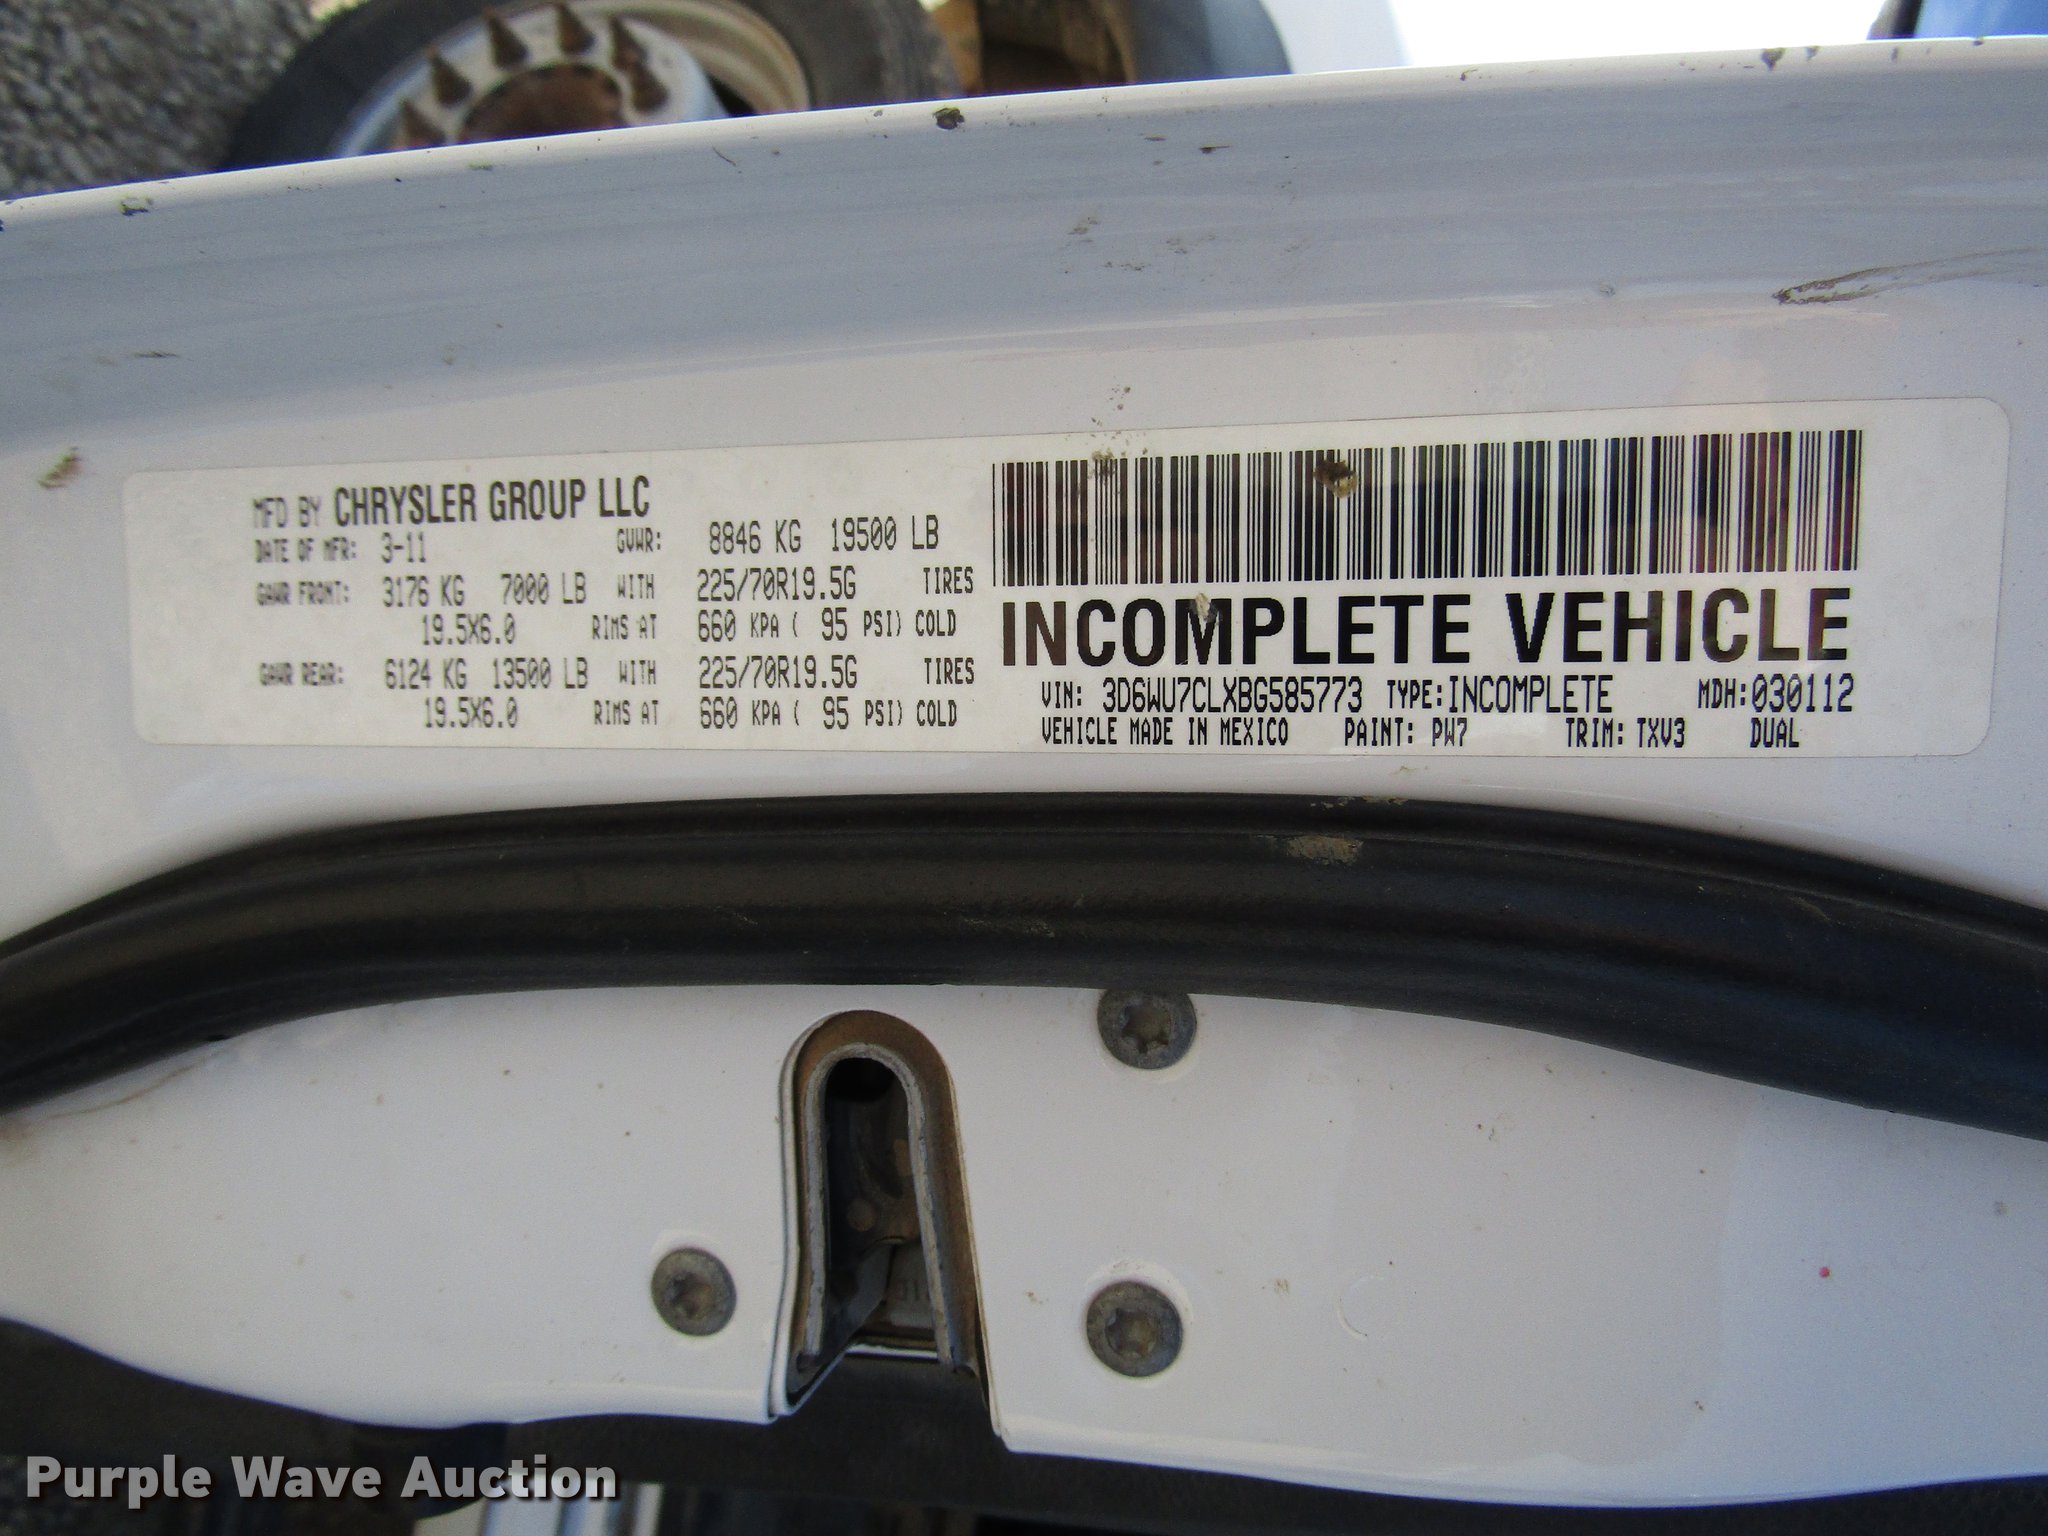 MFD BY CHRYSLER GROUP LLC
DATE OF MFR: 3-11 GVWR: 8846 KG 19500 LB
GAWR FRONT: 3176 KG 7000 LB WITH 225/70R19.5G TIRES
19.5X6.0 RIMS AT 660 KPA ( 95 PSI) COLD
GAWR REAR: 6124 KG 13500 LB WITH 225/70R19.5G TIRES
19.5X6.0 RIMS AT 660 KPA ( 95 PSI) COLD
INCOMPLETE VEHICLE
VIN: 3D6WU7CLXBG585773 TYPE: INCOMPLETE MDH: 030112
VEHICLE MADE IN MEXICO PAINT: PW7 TRIM: TXV3 DUAL
Purple Wave Auction